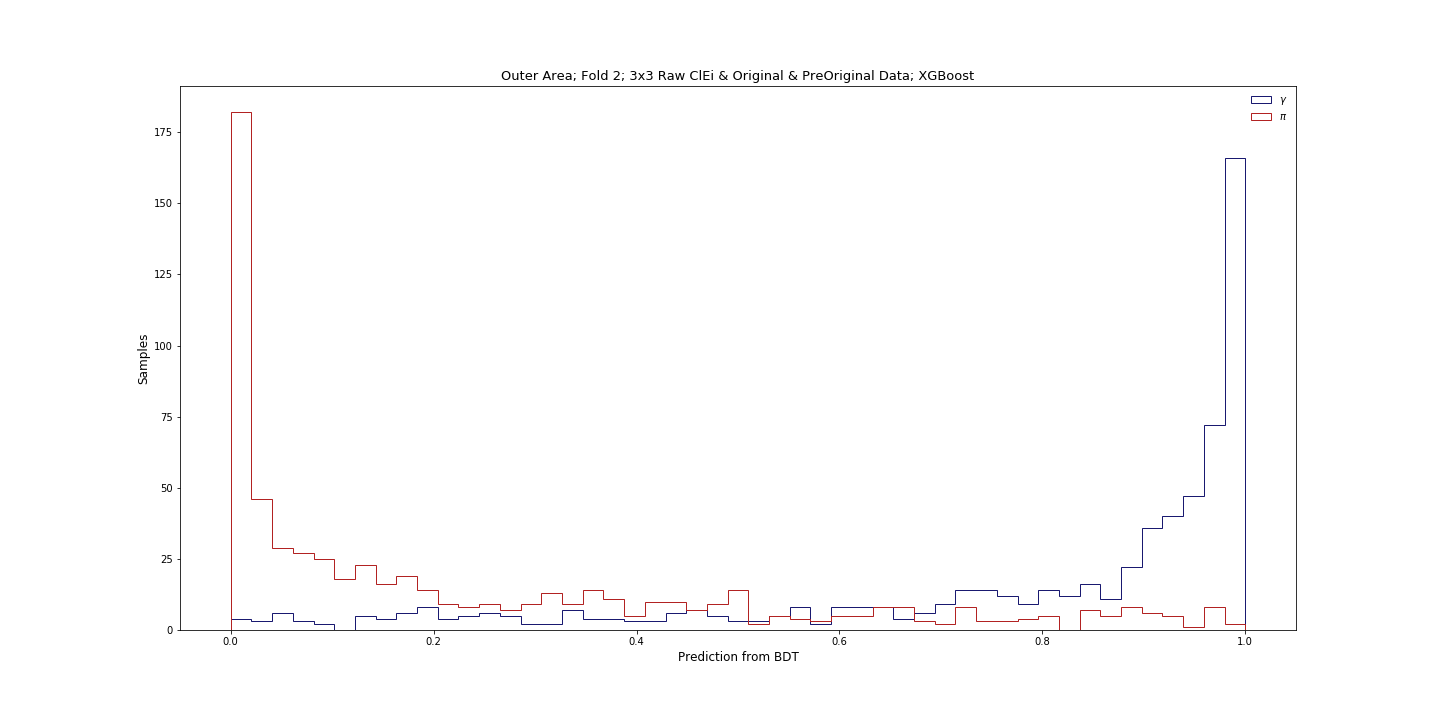 Outer Area; Fold 2; 3x3 Raw ClEi & Original & PreOriginal Data; XGBoost
γ
π
175
150
125
100
75
50
25
0
Samples
0.0 0.2 0.4 0.6 0.8 1.0
Prediction from BDT